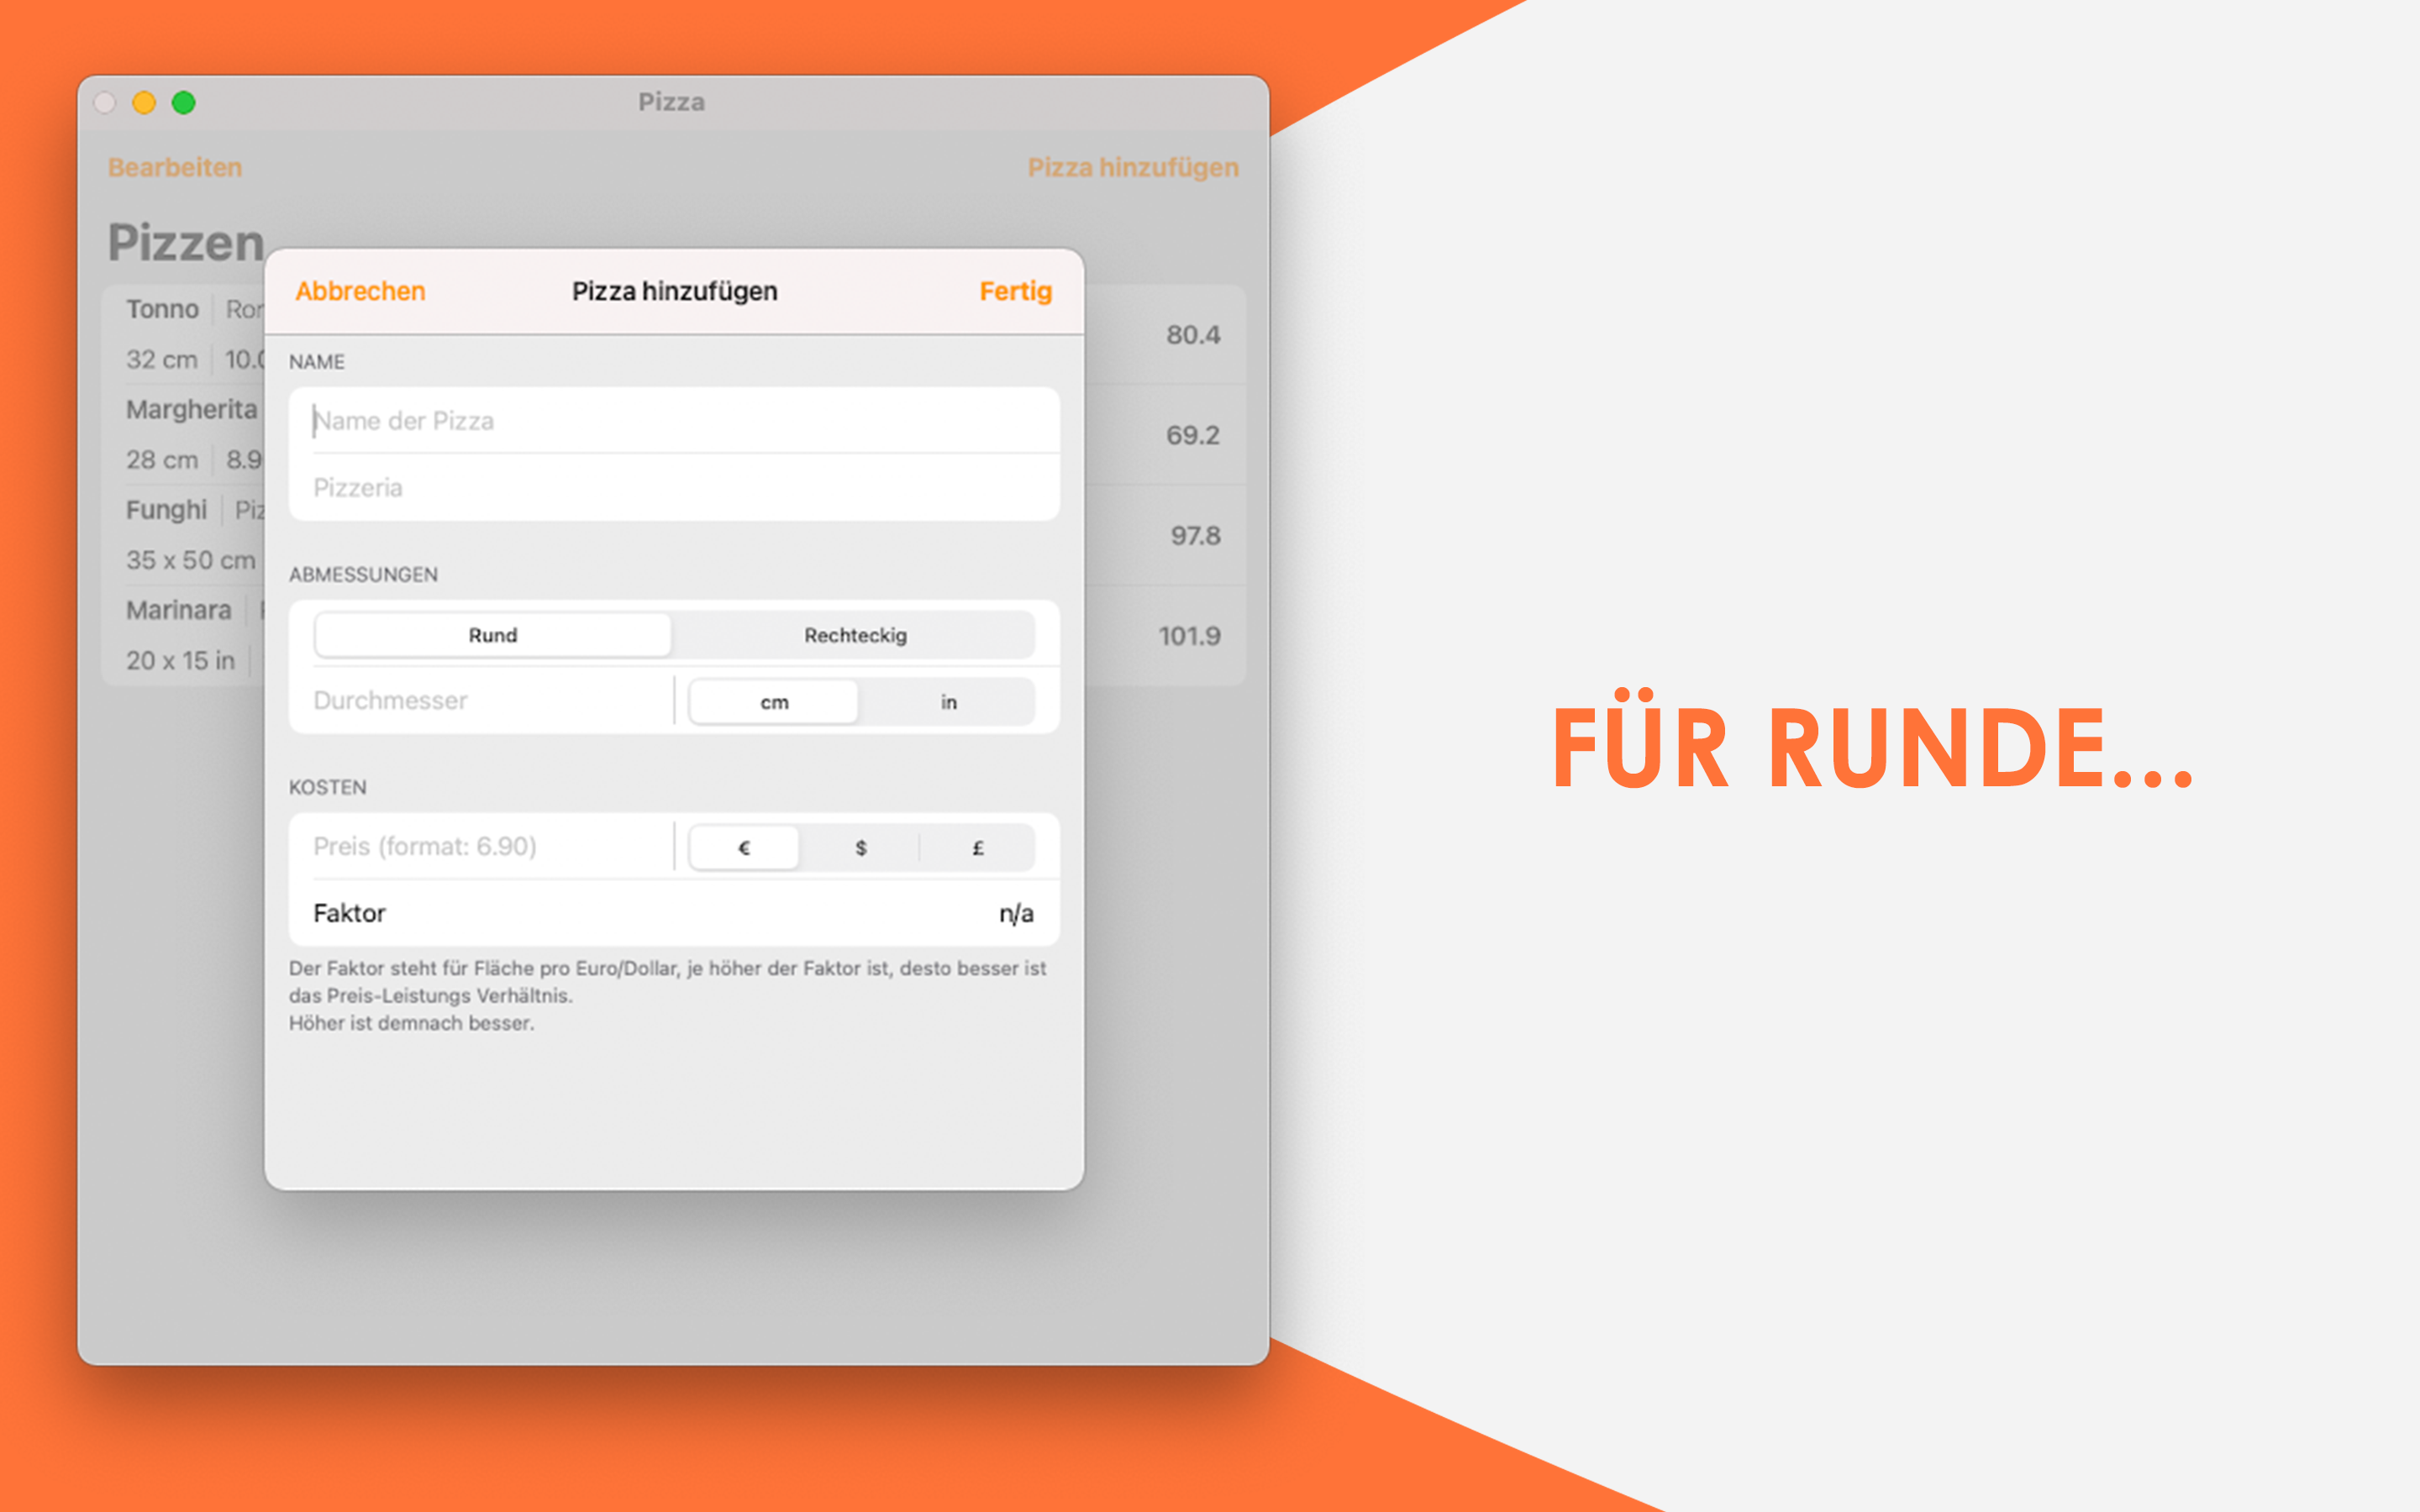 Pizza
Bearbeiten
Pizza hinzufügen
Pizzen
Tonno
80.4
32 cm
Margherita
69.2
28 cm
Funghi
97.8
35 x 50 cm
Marinara
101.9
20 x 15 in
Abbrechen
Pizza hinzufügen
Fertig
NAME
Name der Pizza
Pizzeria
ABMESSUNGEN
Rund
Rechteckig
Durchmesser
cm
in
KOSTEN
Preis (format: 6.90)
€
$
£
Faktor
n/a
Der Faktor steht für Fläche pro Euro/Dollar, je höher der Faktor ist, desto besser ist
das Preis-Leistungs Verhältnis.
Höher ist demnach besser.
FÜR RUNDE...